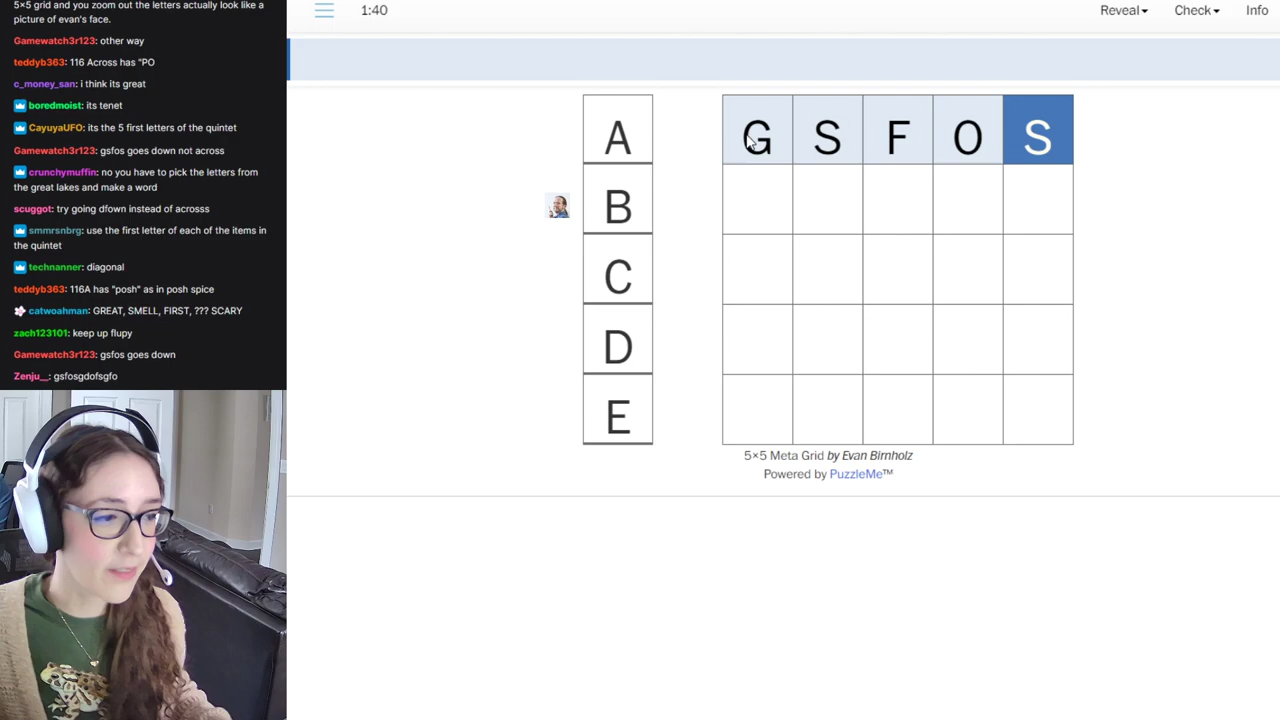 5×5 grid and you zoom out the letters actually look like a
picture of evan's face.
Gamewatch3r123: other way
teddyb363: 116 Across has "PO
c_money_san: i think its great
boredmoist: its tenet
CayuyaUFO: its the 5 first letters of the quintet
Gamewatch3r123: gsfos goes down not across
crunchymuffin: no you have to pick the letters from
the great lakes and make a word
scuggot: try going dfown instead of acrosss
smmrsnbrg: use the first letter of each of the items in
the quintet
technanner: diagonal
teddyb363: 116A has "posh" as in posh spice
catwoahman: GREAT, SMELL, FIRST, ??? SCARY
zach123101: keep up flupy
Gamewatch3r123: gsfos goes down
Zenju__: gsfosgdofsgfo
1:40
Reveal
Check
Info
A G S F O S
B
C
D
E
5×5 Meta Grid by Evan Birnholz
Powered by PuzzleMe™